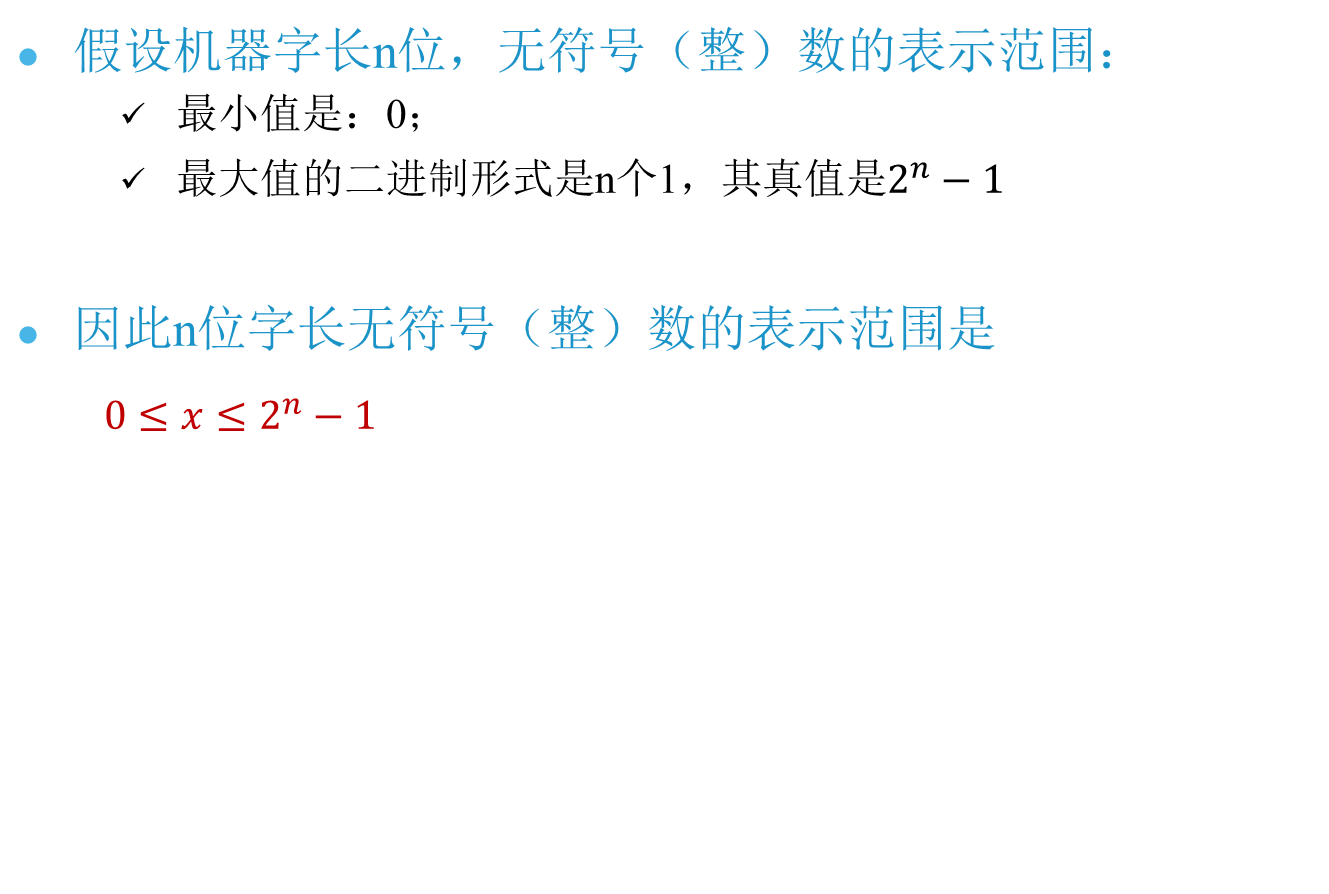 • 假设机器字长n位，无符号（整）数的表示范围：
✓ 最小值是：0；
✓ 最大值的二进制形式是n个1，其真值是2ⁿ − 1
• 因此n位字长无符号（整）数的表示范围是
0 ≤ x ≤ 2ⁿ − 1